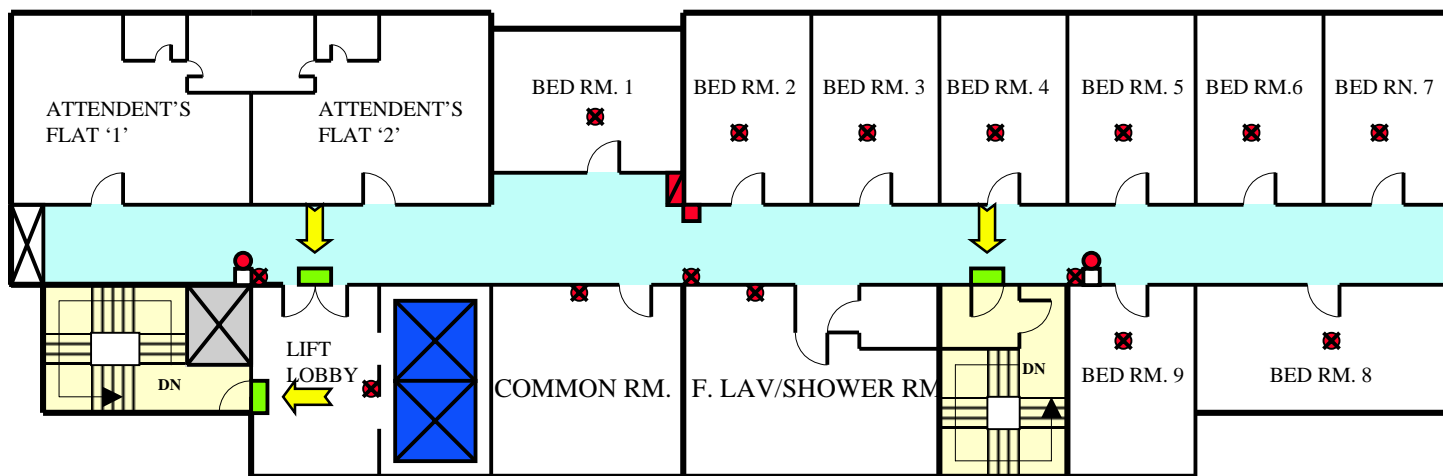 ATTENDENT'S
FLAT ‘1’
ATTENDENT'S
FLAT ‘2’
BED RM. 1
BED RM. 2
BED RM. 3
BED RM. 4
BED RM. 5
BED RM.6
BED RN. 7
LIFT
LOBBY
DN
COMMON RM.
F. LAV/SHOWER RM
DN
BED RM. 9
BED RM. 8